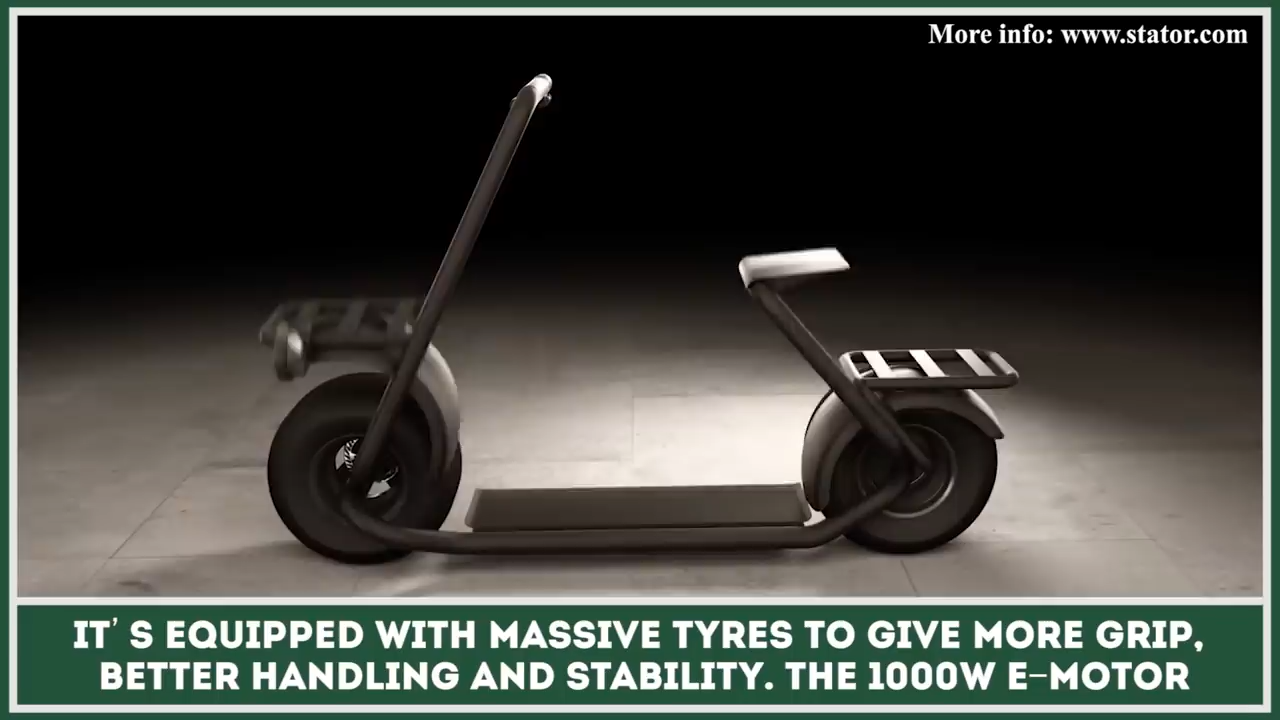 More info: www.stator.com
IT' S EQUIPPED WITH MASSIVE TYRES TO GIVE MORE GRIP,
BETTER HANDLING AND STABILITY. THE 1000W E-MOTOR